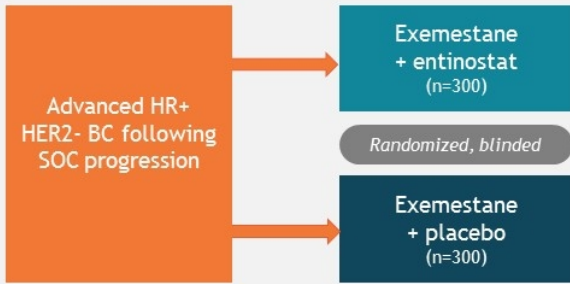 Advanced HR+
HER2- BC following
SOC progression
Exemestane
+ entinostat
(n=300)
Randomized, blinded
Exemestane
+ placebo
(n=300)